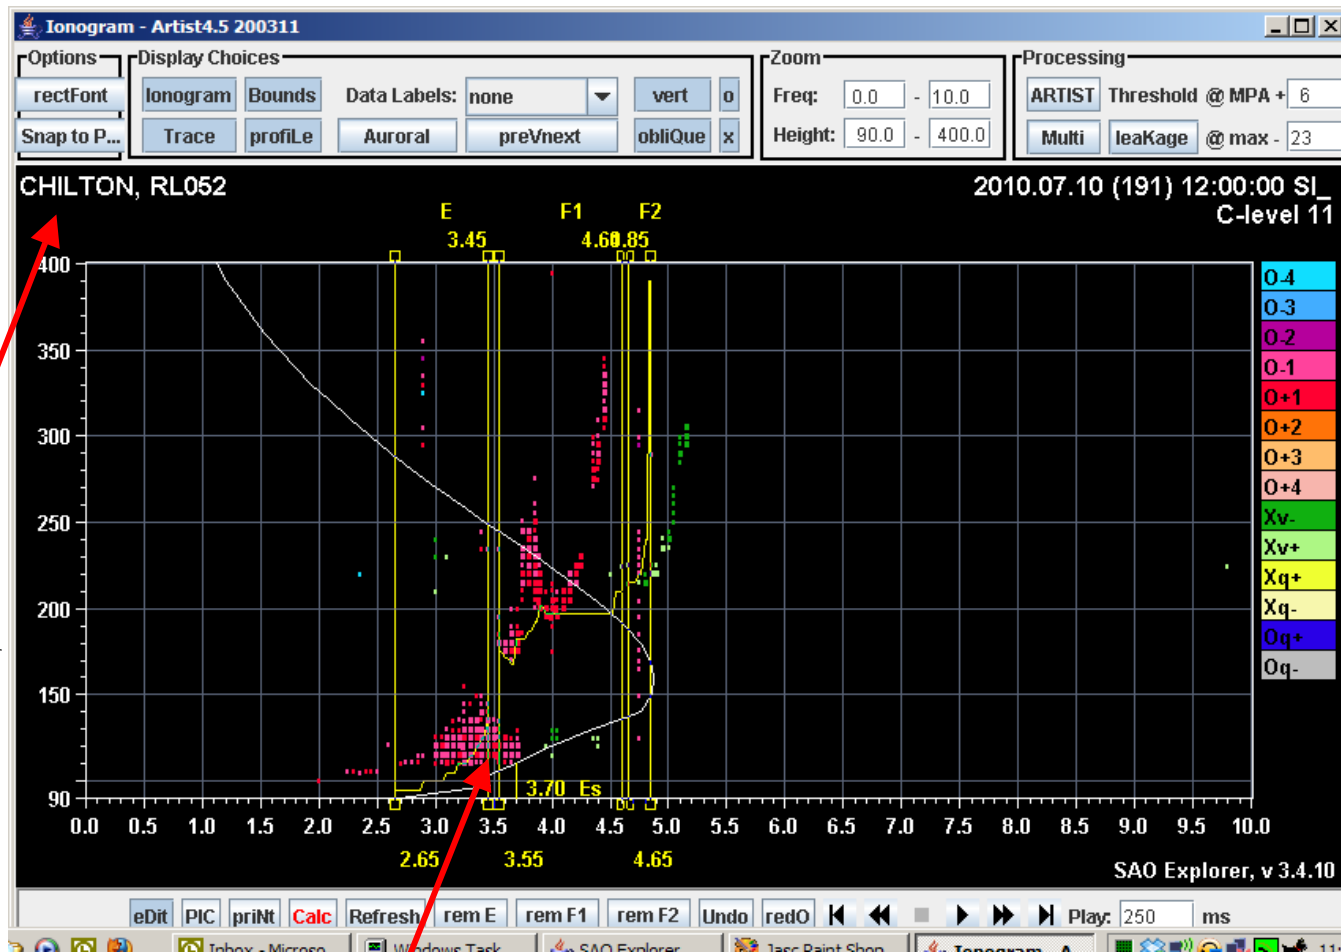 Ionogram - Artist4.5 200311
Options Display Choices Zoom Processing
rectFont Ionogram Bounds Data Labels: none vert o Freq: 0.0 - 10.0 ARTIST Threshold @ MPA + 6
Snap to P... Trace profiLe Auroral preVnext obliQue x Height: 90.0 - 400.0 Multi leaKage @ max - 23
CHILTON, RL052 2010.07.10 (191) 12:00:00 SI_
C-level 11
E F1 F2
3.45 4.60 4.85
400
350
300
250
200
150
90
O-4
O-3
O-2
O-1
O+1
O+2
O+3
O+4
Xv-
Xv+
Xq+
Xq-
Oq+
Oq-
3.70 Es
0.0 0.5 1.0 1.5 2.0 2.5 3.0 3.5 4.0 4.5 5.0 5.5 6.0 6.5 7.0 7.5 8.0 8.5 9.0 9.5 10.0
2.65 3.55 4.65
SAO Explorer, v 3.4.10
eDit PIC priNt Calc Refresh rem E rem F1 rem F2 Undo redO Play: 250 ms
Inbox - Microso Windows Task SAO Explorer Jasc Paint Shop Ionogram - A